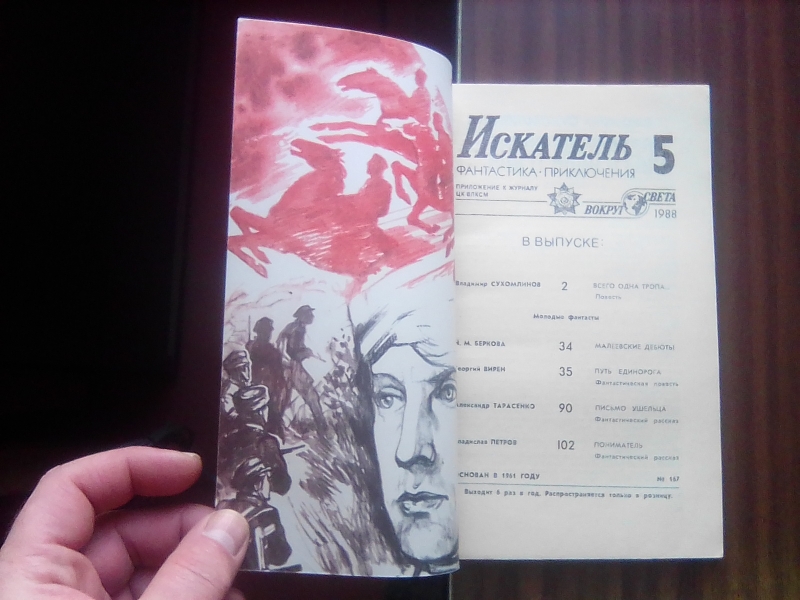 ИСКАТЕЛЬ 5
ФАНТАСТИКА·ПРИКЛЮЧЕНИЯ
ПРИЛОЖЕНИЕ К ЖУРНАЛУ
ЦК ВЛКСМ
ВОКРУГ СВЕТА
1988
В ВЫПУСКЕ:
Владимир СУХОМЛИНОВ 2 ВСЕГО ОДНА ТРОПА.
Повесть
Молодые фантасты
Й. М. БЕРКОВА 34 МАЛЕЕВСКИЕ ДЕБЮТЫ
Георгий ВИРЕН 35 ПУТЬ ЕДИНОРОГА
Фантастическая повесть
Александр ТАРАСЕНКО 90 ПИСЬМО УШЕЛЬЦА
Фантастический рассказ
Владислав ПЕТРОВ 102 ПОНИМАТЕЛЬ
Фантастический рассказ
ОСНОВАН В 1961 ГОДУ № 167
Выходит 6 раз в год. Распространяется только в розницу.